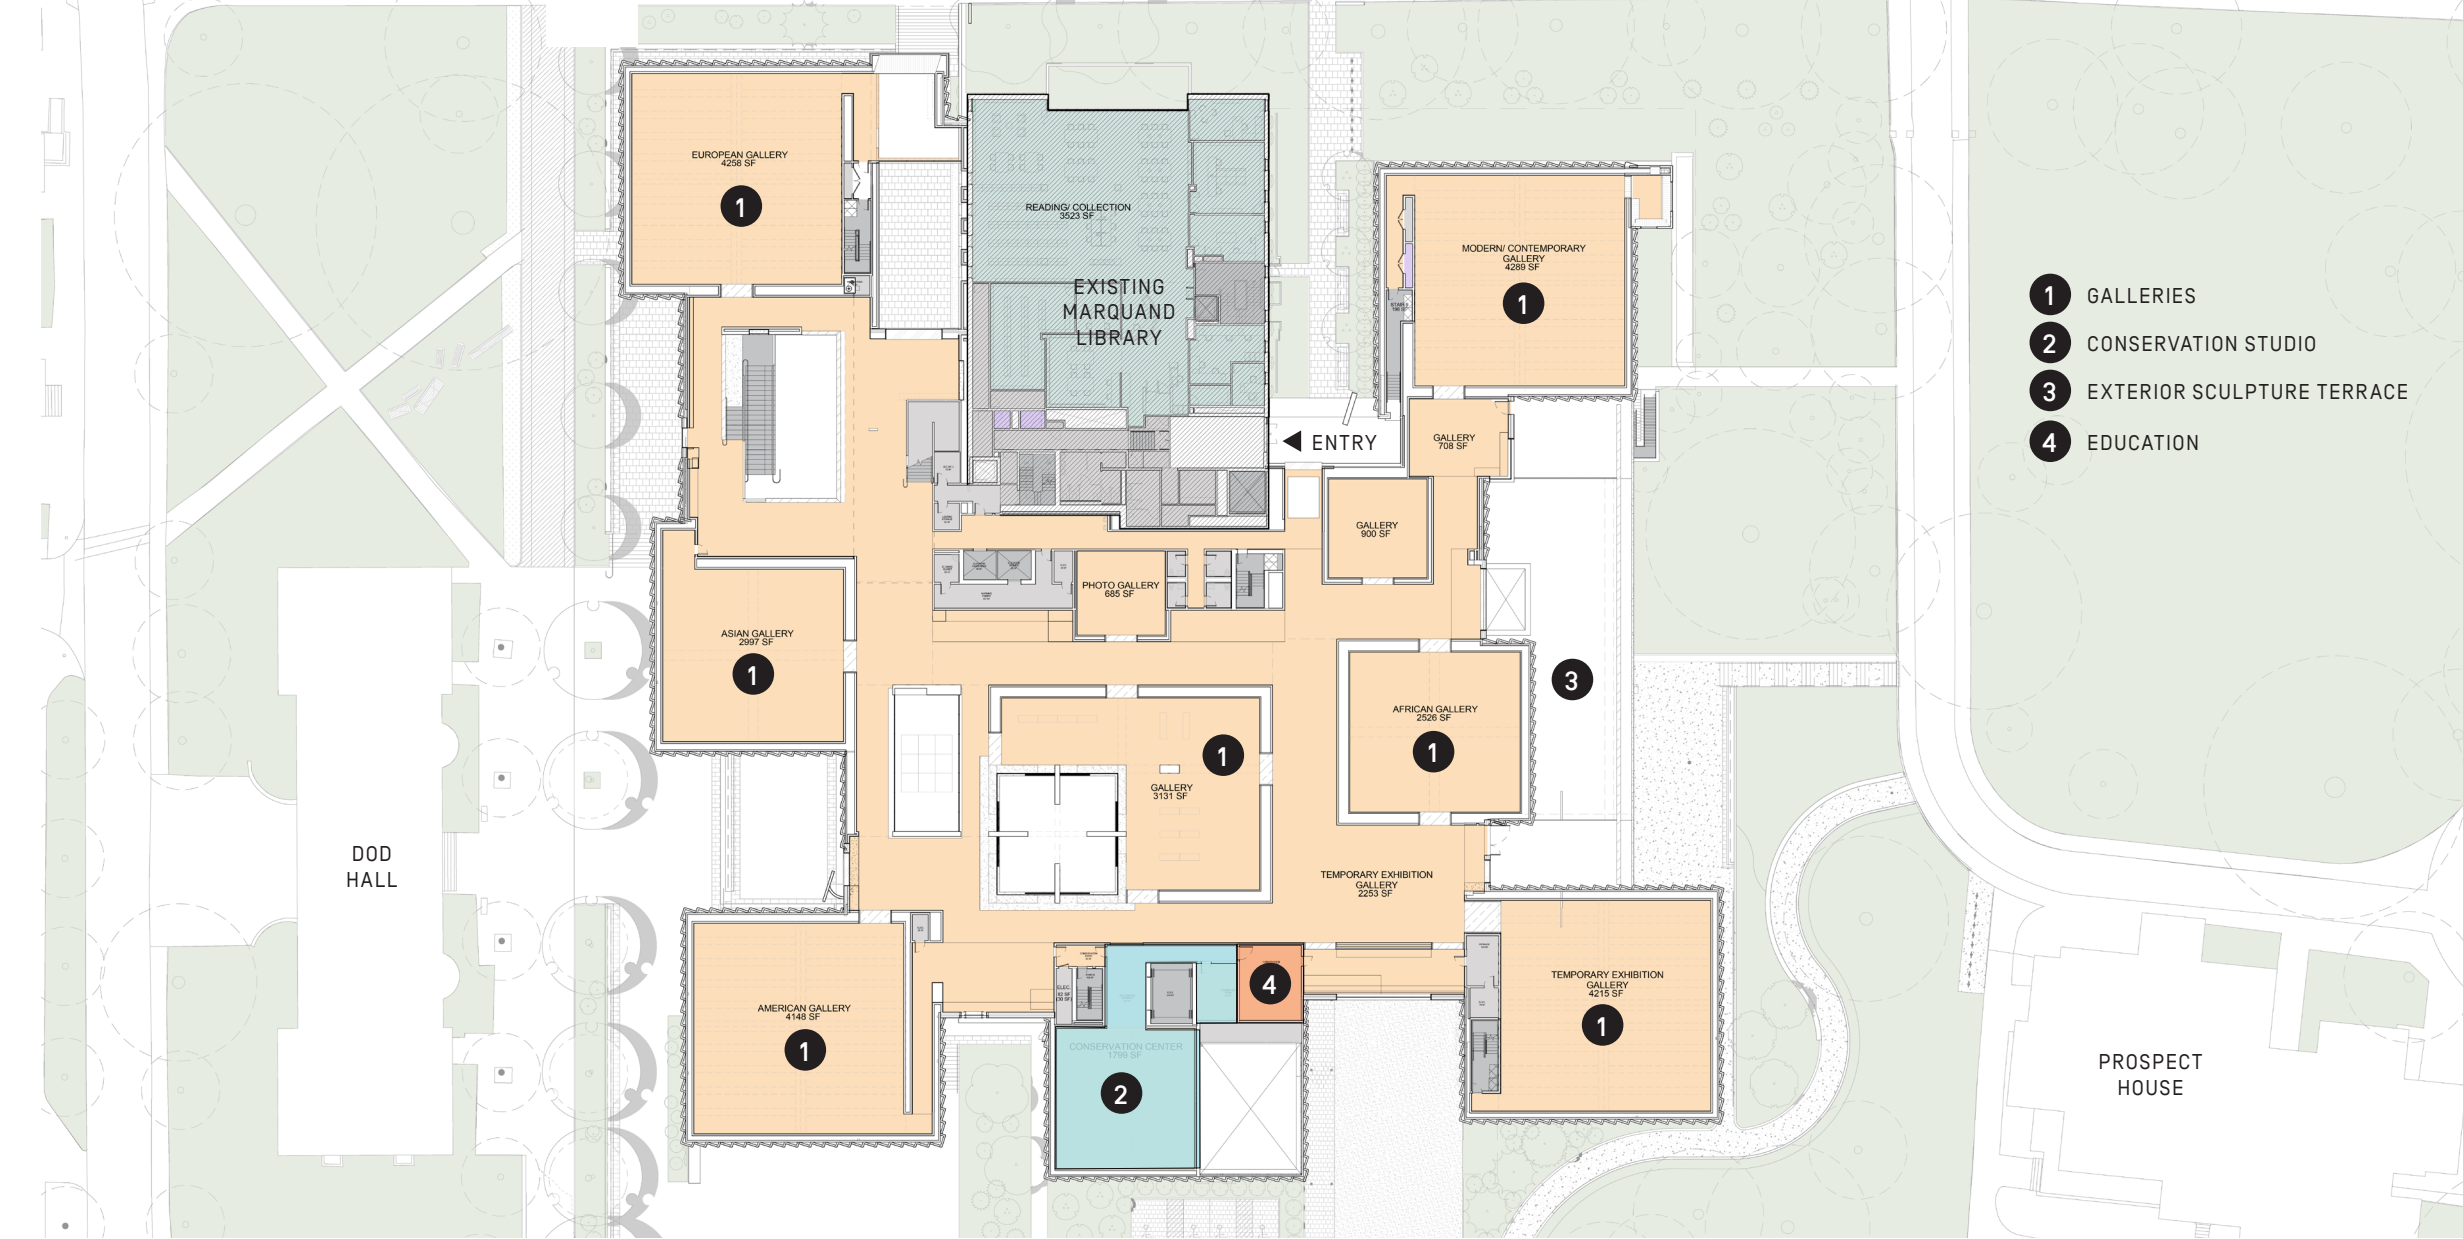 EUROPEAN GALLERY
4258 SF
1
READING/ COLLECTION
3523 SF
EXISTING
MARQUAND
LIBRARY
ENTRY
MODERN/ CONTEMPORARY
GALLERY
4289 SF
1
GALLERY
708 SF
GALLERY
900 SF
PHOTO GALLERY
685 SF
ASIAN GALLERY
2997 SF
1
AFRICAN GALLERY
2526 SF
1
3
1
GALLERY
3131 SF
TEMPORARY EXHIBITION
GALLERY
2253 SF
DOD
HALL
AMERICAN GALLERY
4148 SF
1
ELEC.
4
CONSERVATION CENTER
1799 SF
2
TEMPORARY EXHIBITION
GALLERY
4215 SF
1
PROSPECT
HOUSE
1 GALLERIES
2 CONSERVATION STUDIO
3 EXTERIOR SCULPTURE TERRACE
4 EDUCATION